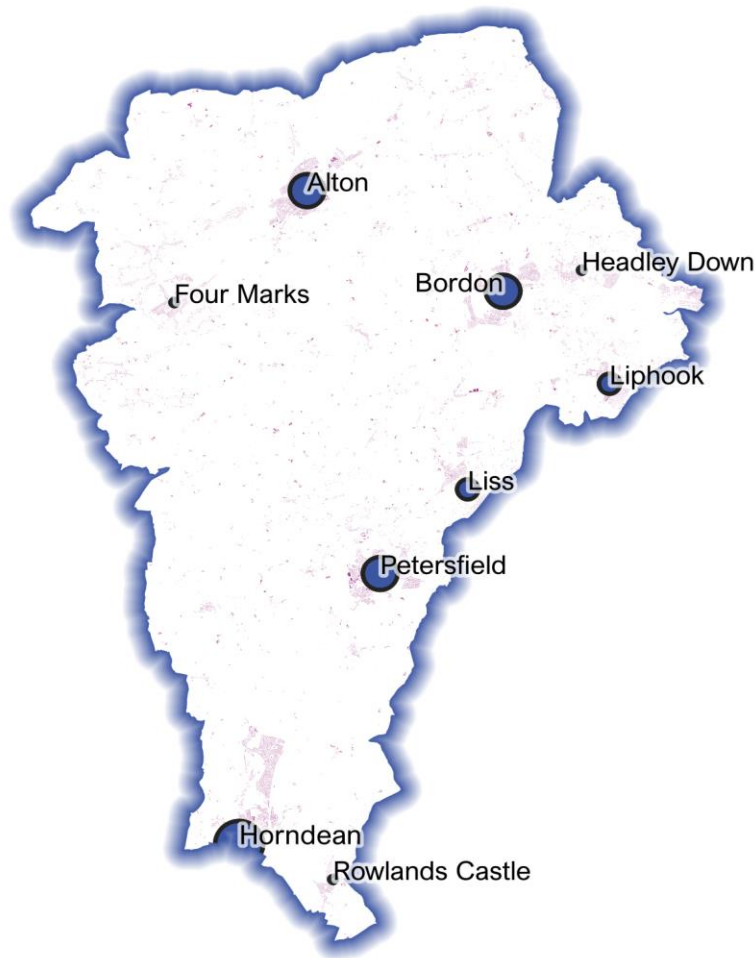 Alton
Headley Down
Bordon
Four Marks
Liphook
Liss
Petersfield
Horndean
Rowlands Castle